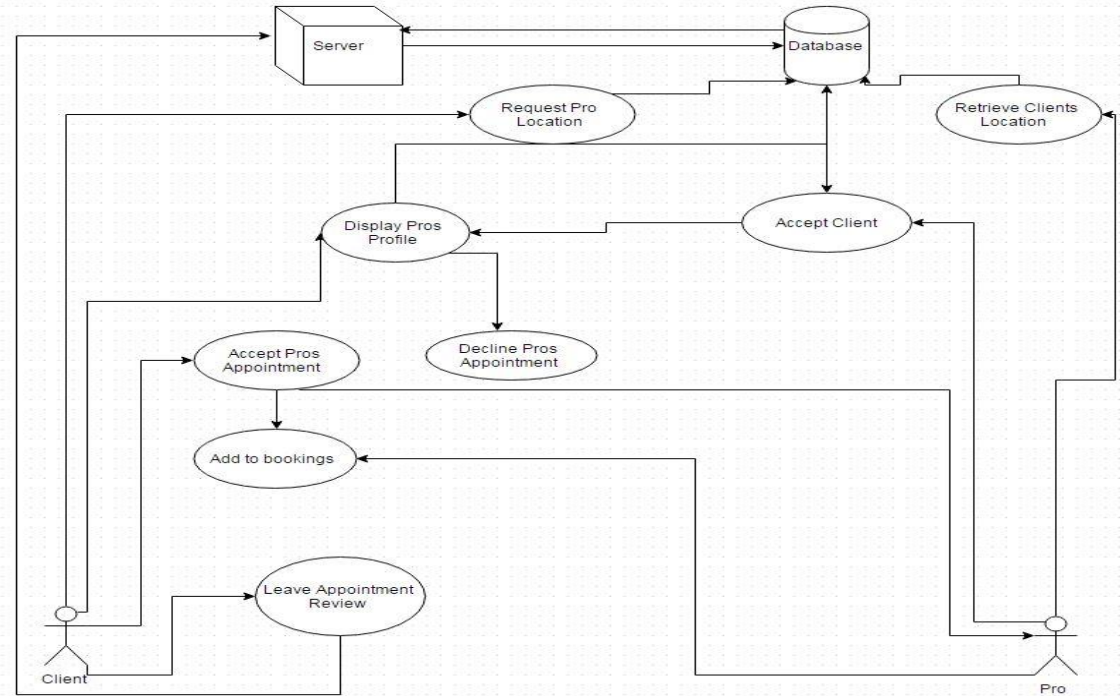 Server
Database
Request Pro
Location
Retrieve Clients
Location
Display Pros
Profile
Accept Client
Accept Pros
Appointment
Decline Pros
Appointment
Add to bookings
Leave Appointment
Review
Client
Pro